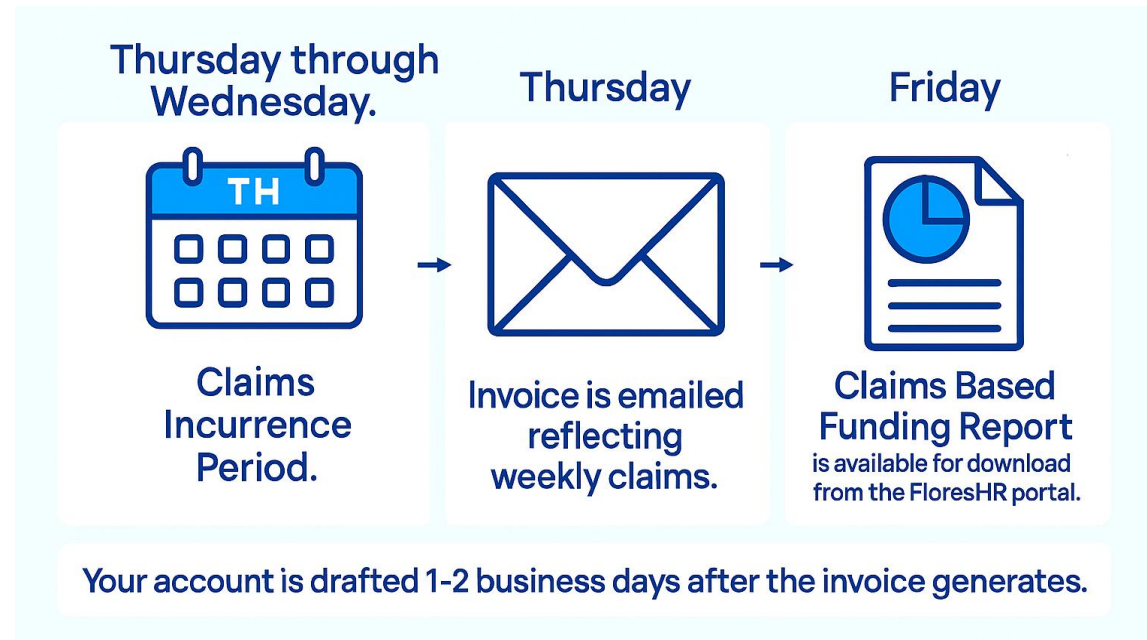 Thursday through
Wednesday.
TH
Claims
Incurrence
Period.
Thursday
Invoice is emailed
reflecting
weekly claims.
Friday
Claims Based
Funding Report
is available for download
from the FloresHR portal.
Your account is drafted 1-2 business days after the invoice generates.